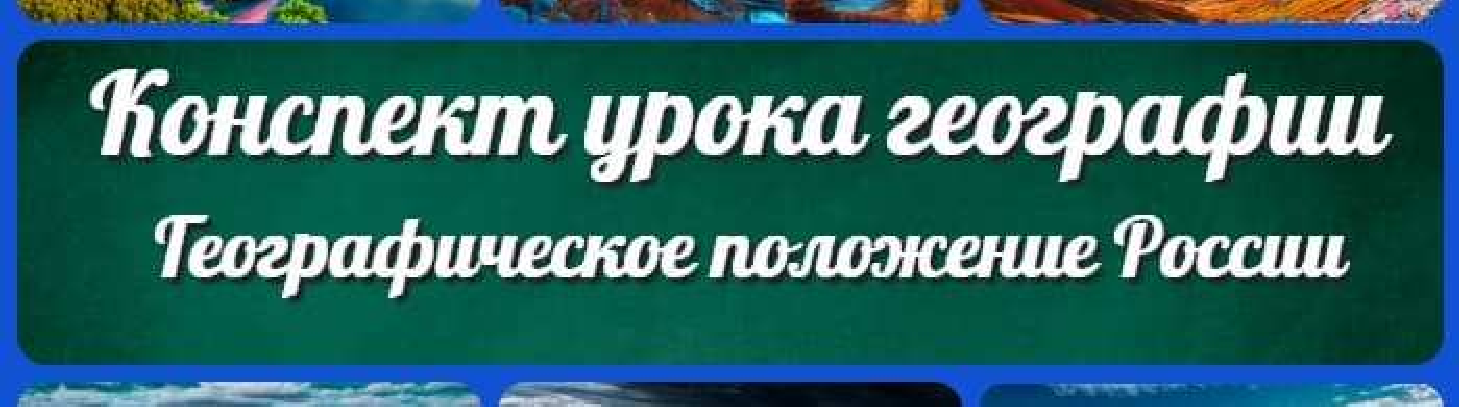 Конспект урока географии
Географическое положение России